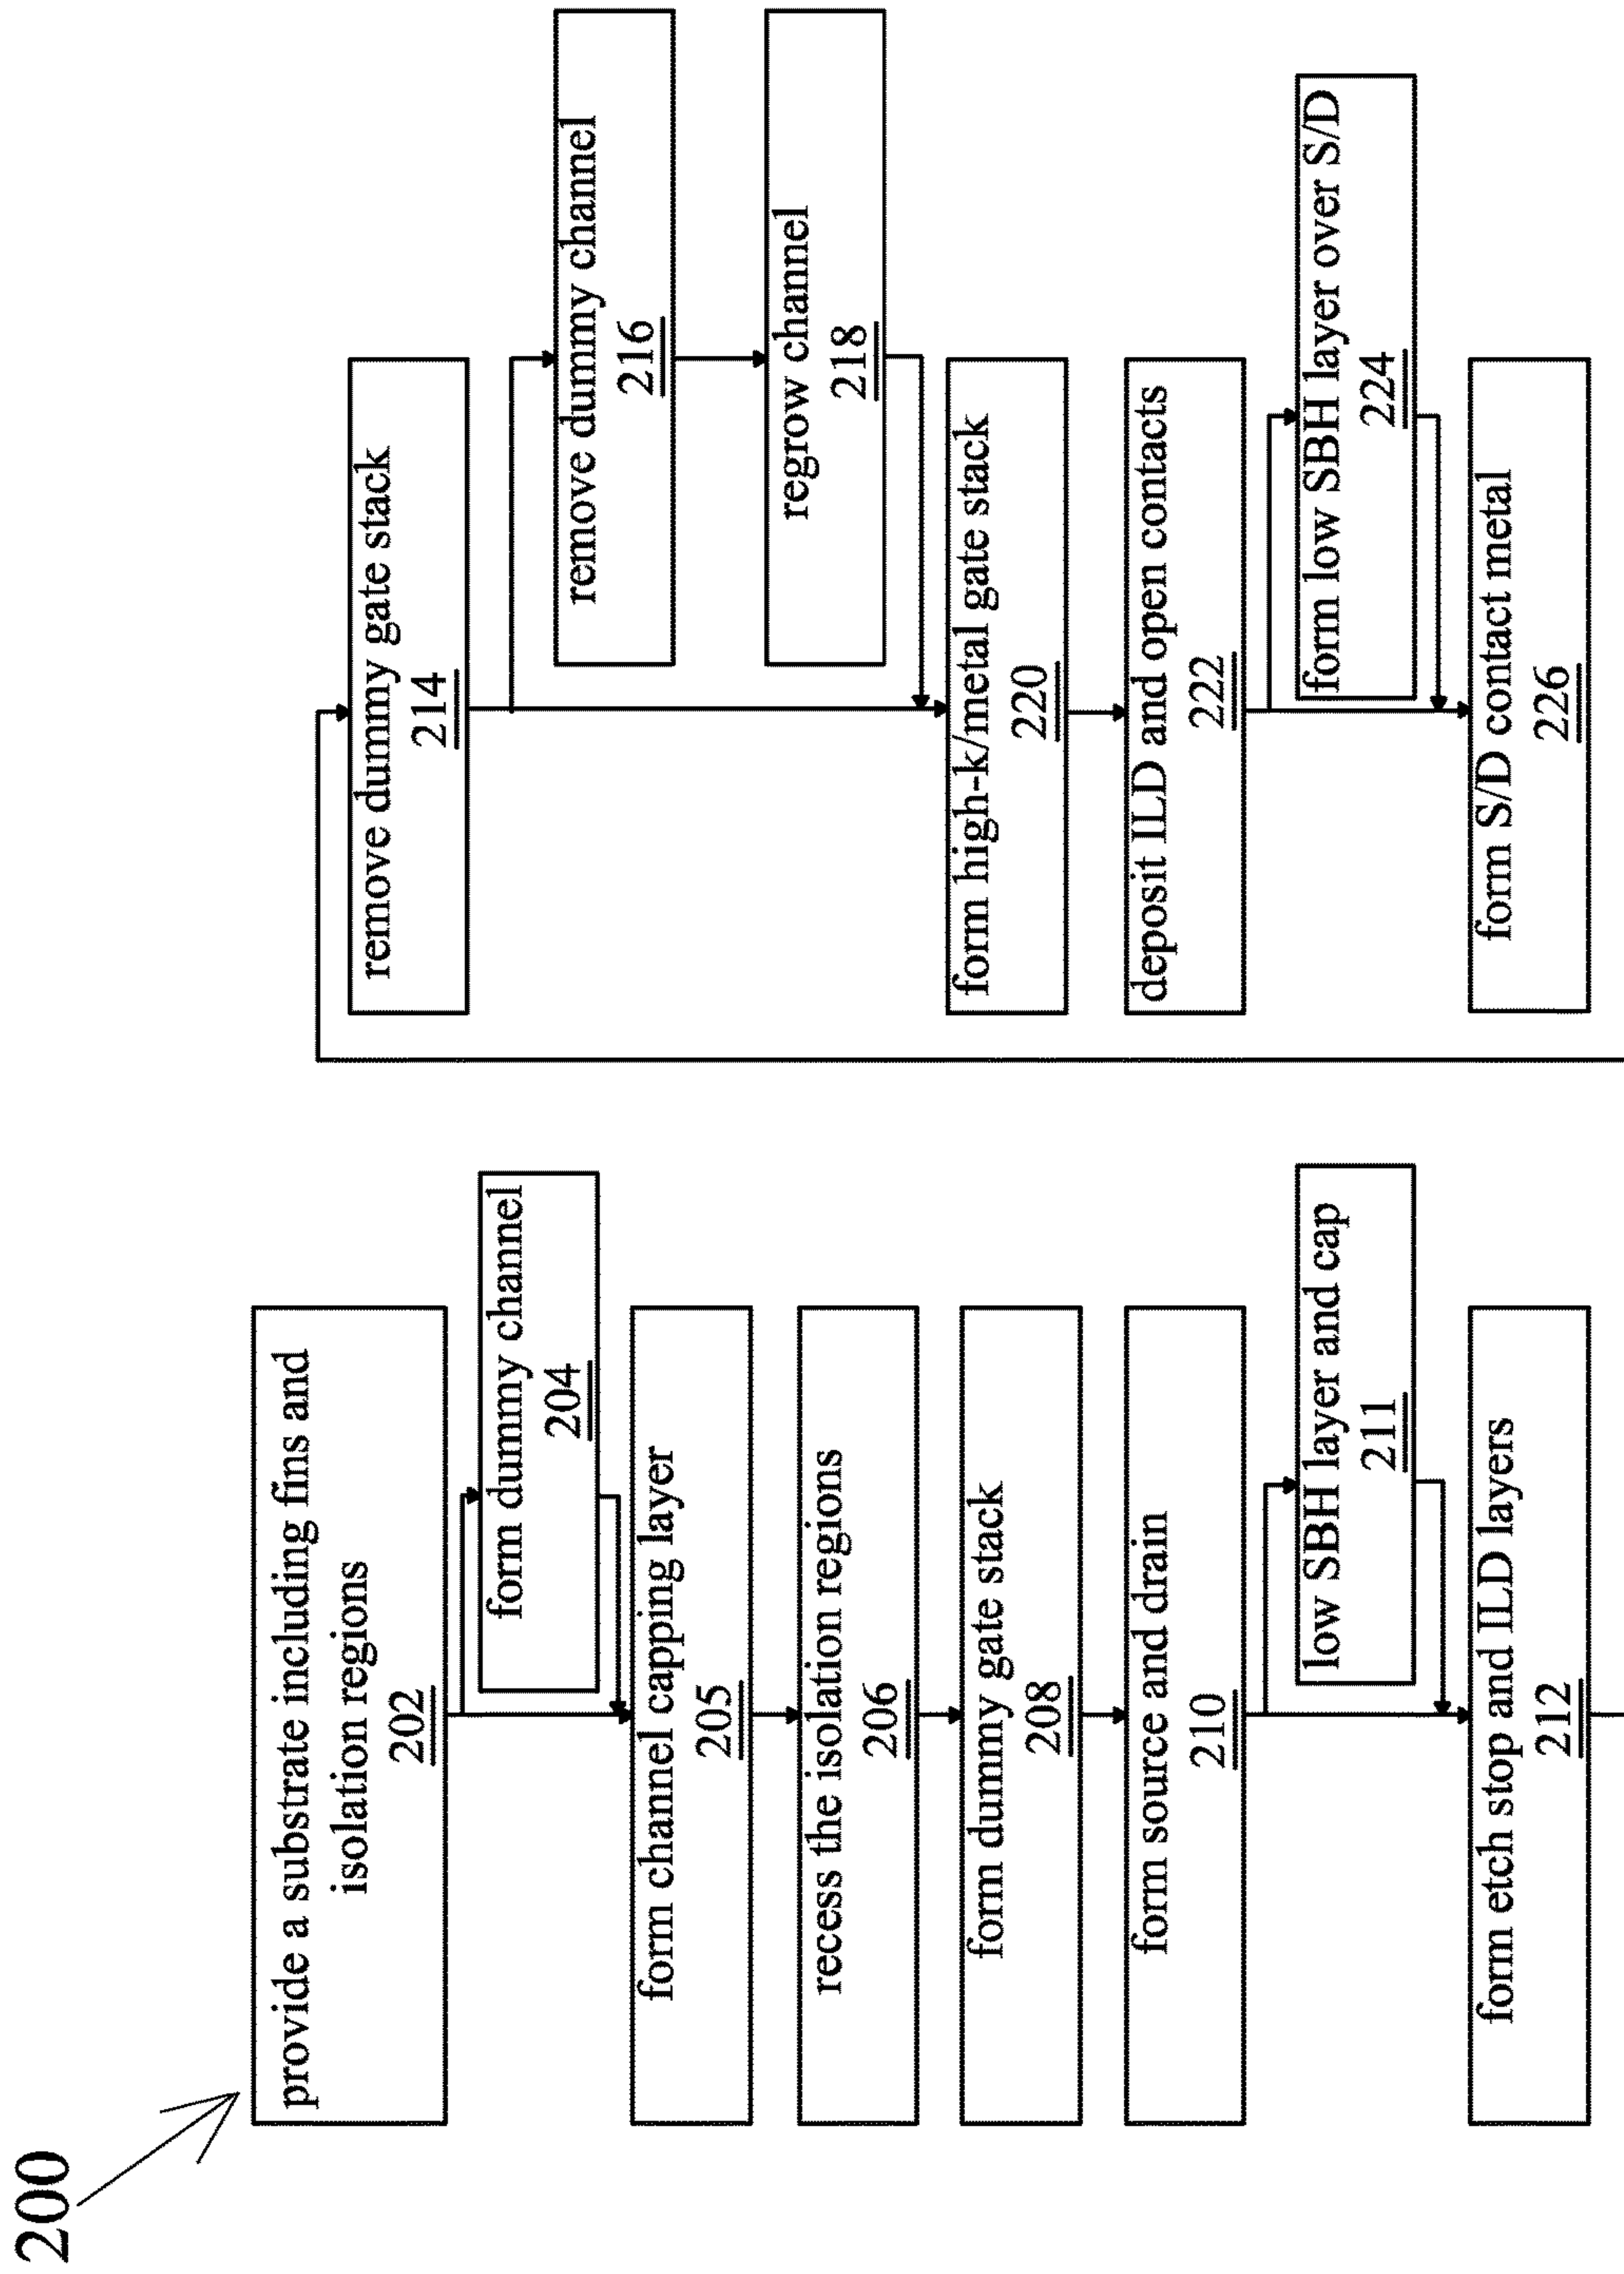 200
provide a substrate including fins and
isolation regions
202
form dummy channel
204
form channel capping layer
205
recess the isolation regions
206
form dummy gate stack
208
form source and drain
210
low SBH layer and cap
211
form etch stop and ILD layers
212
remove dummy gate stack
214
remove dummy channel
216
regrow channel
218
form high-k/metal gate stack
220
deposit ILD and open contacts
222
form low SBH layer over S/D
224
form S/D contact metal
226